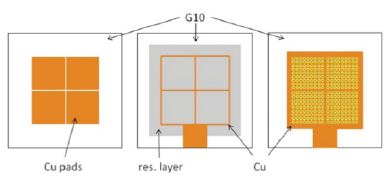 G10
Cu pads
res. layer
Cu